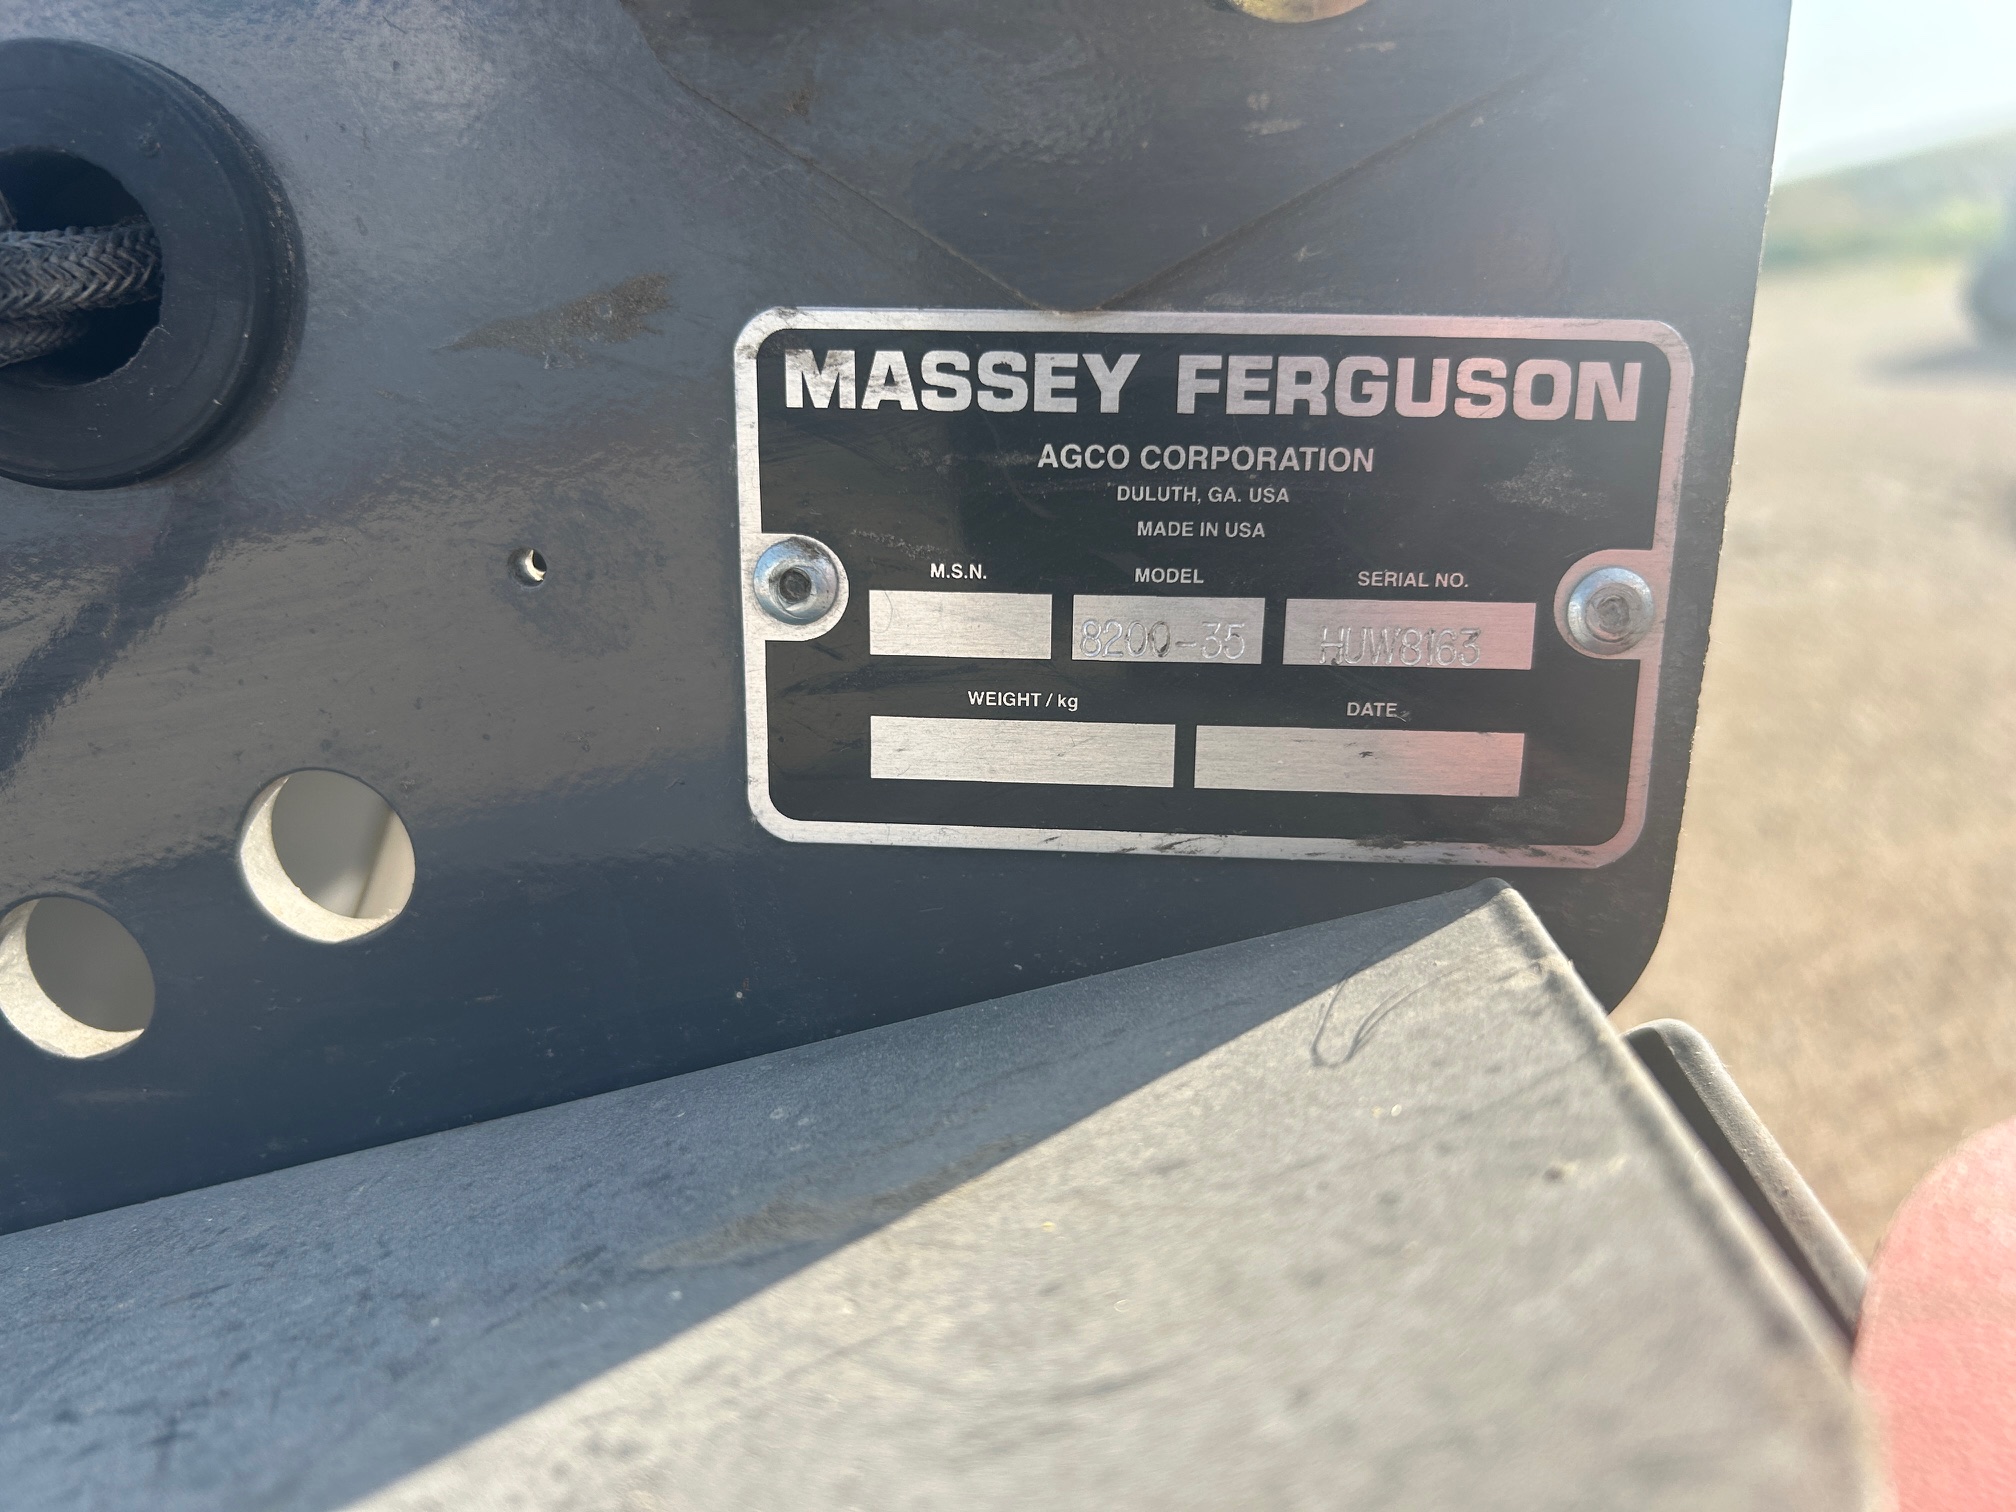 MASSEY FERGUSON
AGCO CORPORATION
DULUTH, GA. USA
MADE IN USA
M.S.N. MODEL SERIAL NO.
8200-35 HUW8163
WEIGHT / kg DATE